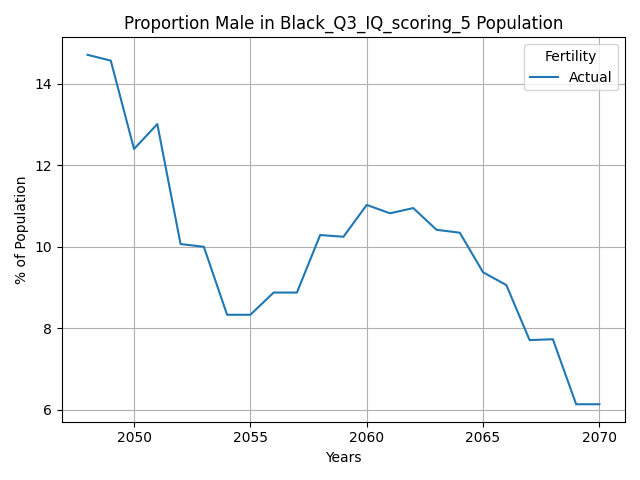 Proportion Male in Black_Q3_IQ_scoring_5 Population
Fertility
Actual
% of Population
14
12
10
8
6
2050 2055 2060 2065 2070
Years